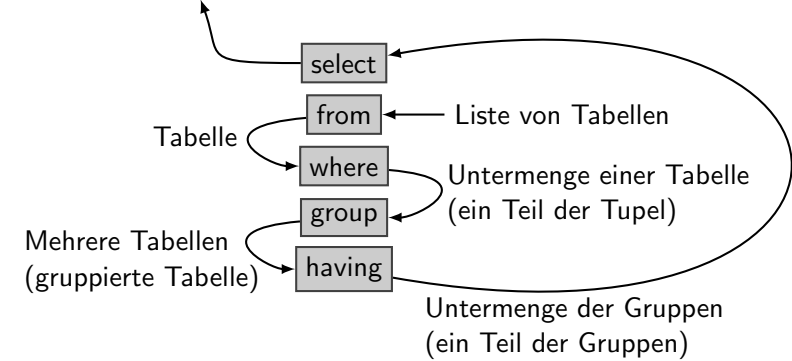 select
from
Liste von Tabellen
Tabelle
where
Untermenge einer Tabelle
(ein Teil der Tupel)
group
Mehrere Tabellen
(gruppierte Tabelle)
having
Untermenge der Gruppen
(ein Teil der Gruppen)